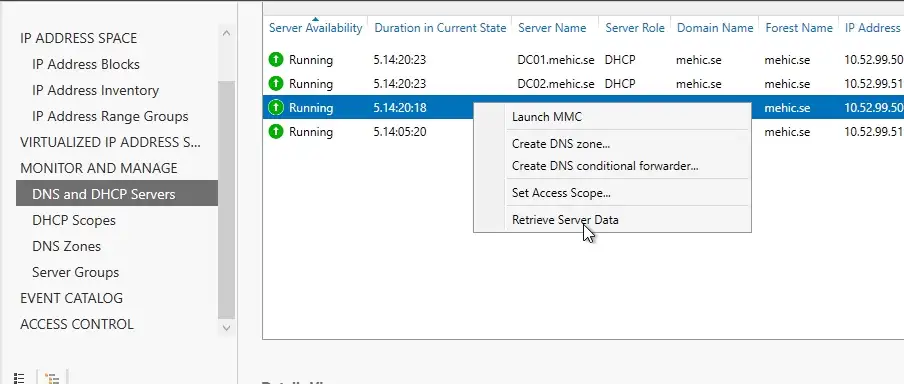 IP ADDRESS SPACE
IP Address Blocks
IP Address Inventory
IP Address Range Groups
VIRTUALIZED IP ADDRESS S...
MONITOR AND MANAGE
DNS and DHCP Servers
DHCP Scopes
DNS Zones
Server Groups
EVENT CATALOG
ACCESS CONTROL
Server Availability Duration in Current State Server Name Server Role Domain Name Forest Name IP Address
Running 5.14:20:23 DC01.mehic.se DHCP mehic.se mehic.se 10.52.99.50
Running 5.14:20:23 DC02.mehic.se DHCP mehic.se mehic.se 10.52.99.51
Running 5.14:20:18 mehic.se 10.52.99.50
Running 5.14:05:20 mehic.se 10.52.99.51
Launch MMC
Create DNS zone...
Create DNS conditional forwarder...
Set Access Scope...
Retrieve Server Data